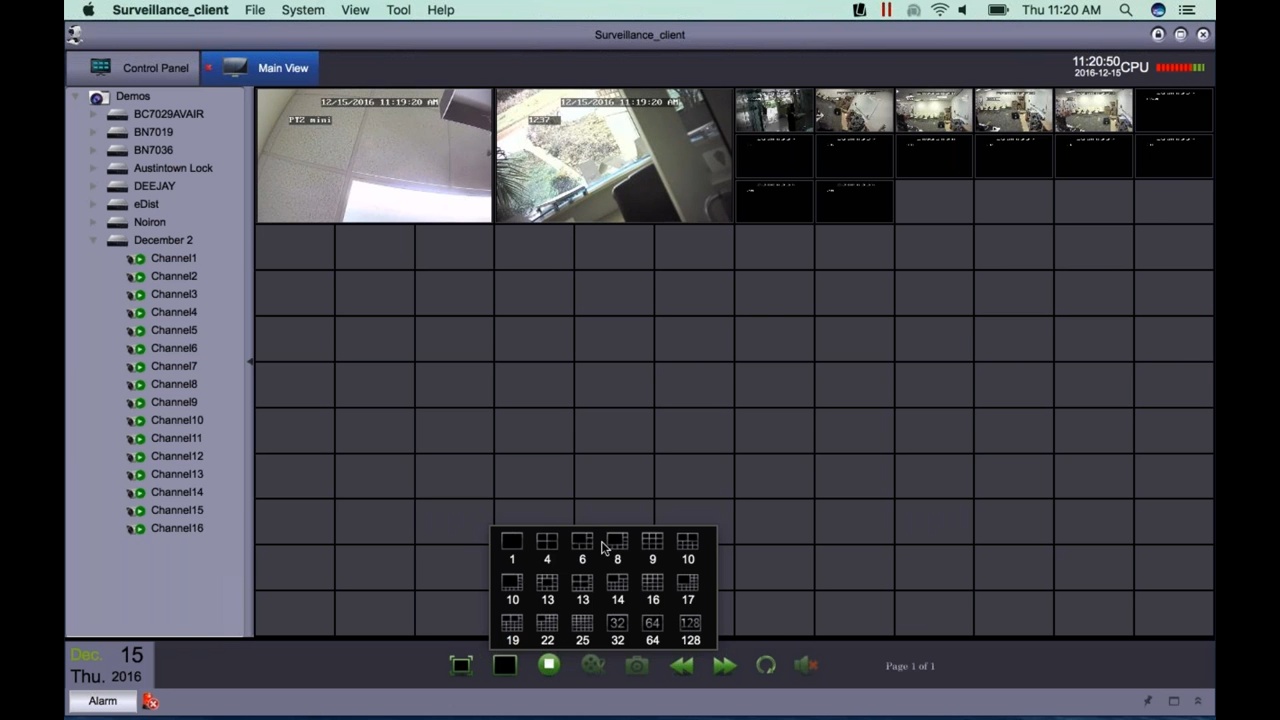 Surveillance_client File System View Tool Help Thu 11:20 AM
Surveillance_client
Control Panel
Main View
11:20:50
2016-12-15
CPU
Demos
BC7029AVAIR
BN7019
BN7036
Austintown Lock
DEEJAY
eDist
Noiron
December 2
Channel1
Channel2
Channel3
Channel4
Channel5
Channel6
Channel7
Channel8
Channel9
Channel10
Channel11
Channel12
Channel13
Channel14
Channel15
Channel16
12/15/2016 11:19:20 AM
PTZ mini
12/15/2016 11:19:20 AM
1237
1 4 6 8 9 10
10 13 13 14 16 17
32 64 128
19 22 25 32 64 128
Page 1 of 1
Dec. 15
Thu. 2016
Alarm